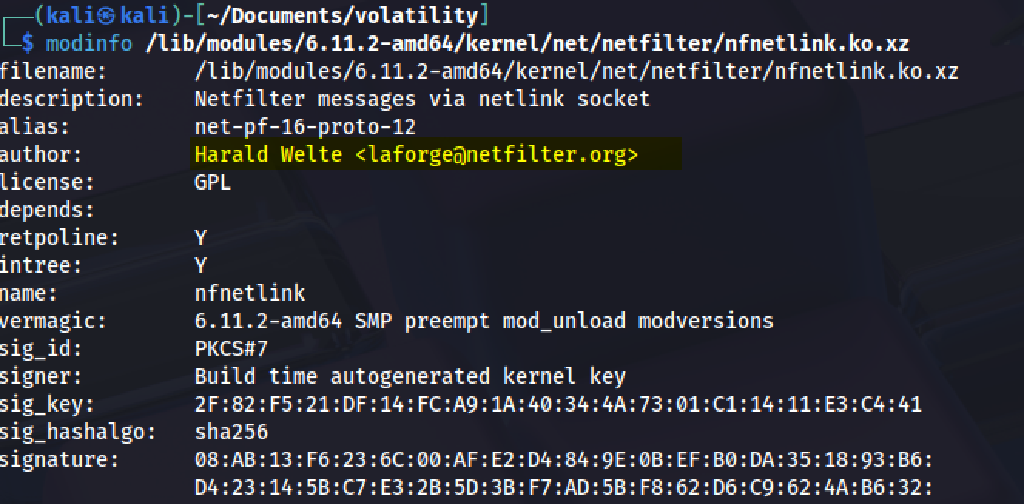 (kali㉿kali)-[~/Documents/volatility]
$ modinfo /lib/modules/6.11.2-amd64/kernel/net/netfilter/nfnetlink.ko.xz
filename: /lib/modules/6.11.2-amd64/kernel/net/netfilter/nfnetlink.ko.xz
description: Netfilter messages via netlink socket
alias: net-pf-16-proto-12
author: Harald Welte <laforge@netfilter.org>
license: GPL
depends:
retpoline: Y
intree: Y
name: nfnetlink
vermagic: 6.11.2-amd64 SMP preempt mod_unload modversions
sig_id: PKCS#7
signer: Build time autogenerated kernel key
sig_key: 2F:82:F5:21:DF:14:FC:A9:1A:40:34:4A:73:01:C1:14:11:E3:C4:41
sig_hashalgo: sha256
signature: 08:AB:13:F6:23:6C:00:AF:E2:D4:84:9E:0B:EF:B0:DA:35:18:93:B6:
D4:23:14:5B:C7:E3:2B:5D:3B:F7:AD:5B:F8:62:D6:C9:62:4A:B6:32: